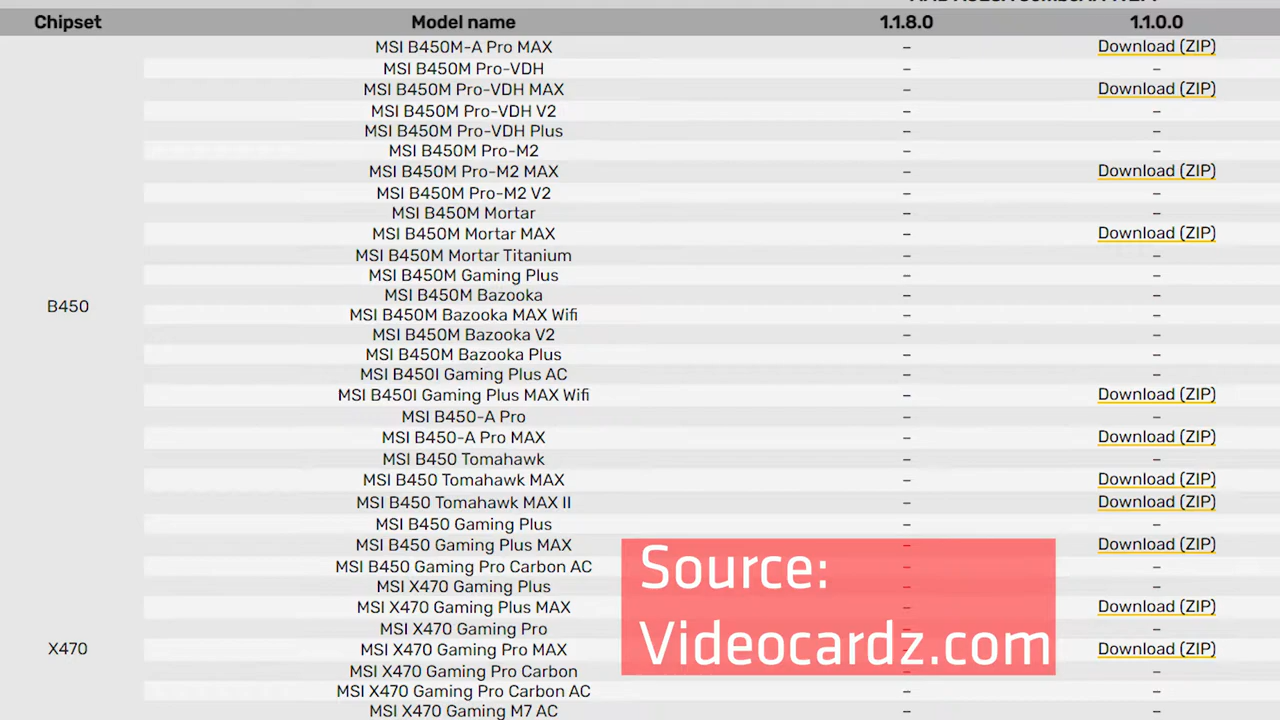 Chipset Model name 1.1.8.0 1.1.0.0
MSI B450M-A Pro MAX – Download (ZIP)
MSI B450M Pro-VDH – –
MSI B450M Pro-VDH MAX – Download (ZIP)
MSI B450M Pro-VDH V2 – –
MSI B450M Pro-VDH Plus – –
MSI B450M Pro-M2 – –
MSI B450M Pro-M2 MAX – Download (ZIP)
MSI B450M Pro-M2 V2 – –
MSI B450M Mortar – –
MSI B450M Mortar MAX – Download (ZIP)
MSI B450M Mortar Titanium – –
MSI B450M Gaming Plus – –
MSI B450M Bazooka – –
B450
MSI B450M Bazooka MAX Wifi – –
MSI B450M Bazooka V2 – –
MSI B450M Bazooka Plus – –
MSI B450I Gaming Plus AC – –
MSI B450I Gaming Plus MAX Wifi – Download (ZIP)
MSI B450-A Pro – –
MSI B450-A Pro MAX – Download (ZIP)
MSI B450 Tomahawk – –
MSI B450 Tomahawk MAX – Download (ZIP)
MSI B450 Tomahawk MAX II – Download (ZIP)
MSI B450 Gaming Plus – –
MSI B450 Gaming Plus MAX – Download (ZIP)
MSI B450 Gaming Pro Carbon AC – –
MSI X470 Gaming Plus – –
MSI X470 Gaming Plus MAX – Download (ZIP)
MSI X470 Gaming Pro – –
X470 MSI X470 Gaming Pro MAX – Download (ZIP)
MSI X470 Gaming Pro Carbon – –
MSI X470 Gaming Pro Carbon AC – –
MSI X470 Gaming M7 AC – –
Source:
Videocardz.com